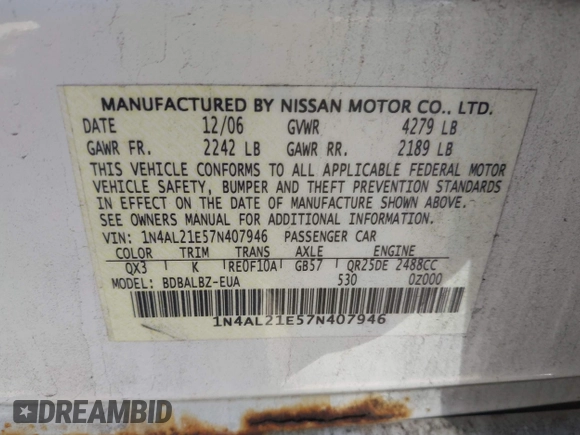 MANUFACTURED BY NISSAN MOTOR CO., LTD.
DATE 12/06 GVWR 4279 LB
GAWR FR. 2242 LB GAWR RR. 2189 LB
THIS VEHICLE CONFORMS TO ALL APPLICABLE FEDERAL MOTOR
VEHICLE SAFETY, BUMPER AND THEFT PREVENTION STANDARDS
IN EFFECT ON THE DATE OF MANUFACTURE SHOWN ABOVE.
SEE OWNERS MANUAL FOR ADDITIONAL INFORMATION.
VIN: 1N4AL21E57N407946 PASSENGER CAR
COLOR TRIM TRANS AXLE ENGINE
QX3 K RE0F10A GB57 QR25DE 2488CC
MODEL: BDBALBZ-EUA 530 0Z000
1N4AL21E57N407946
DREAMBID